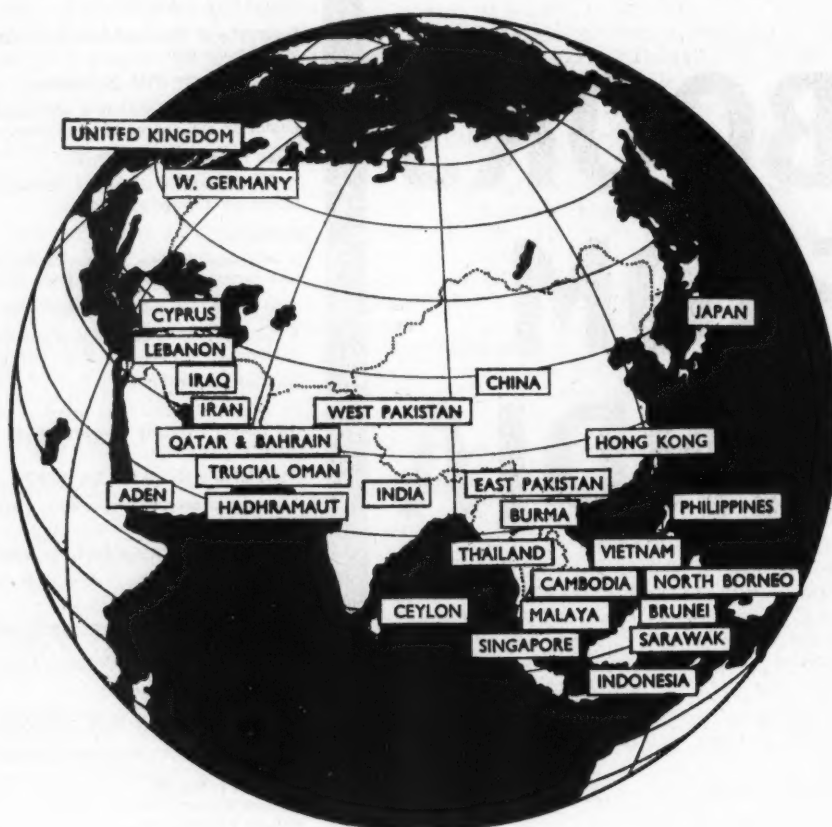 UNITED KINGDOM
W. GERMANY
CYPRUS
JAPAN
LEBANON
IRAQ
CHINA
IRAN
WEST PAKISTAN
QATAR & BAHRAIN
HONG KONG
TRUCIAL OMAN
EAST PAKISTAN
ADEN
INDIA
HADHRAMAUT
BURMA
PHILIPPINES
THAILAND
VIETNAM
CAMBODIA
NORTH BORNEO
CEYLON
MALAYA
BRUNEI
SINGAPORE
SARAWAK
INDONESIA